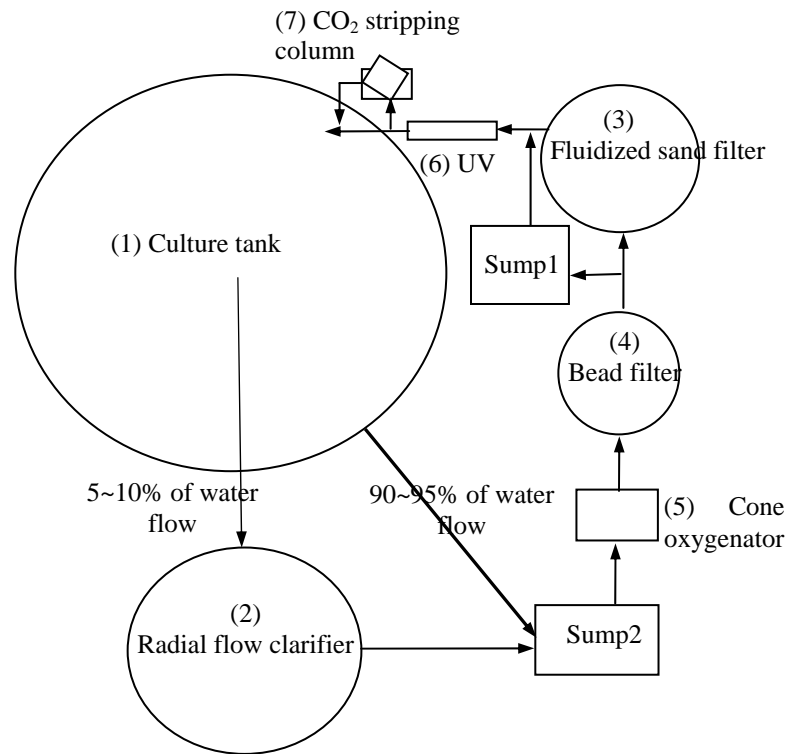 (7) CO₂ stripping
column
(3)
Fluidized sand filter
(6) UV
(1) Culture tank
Sump1
(4)
Bead filter
5~10% of water
flow
90~95% of water
flow
(5) Cone
oxygenator
(2)
Radial flow clarifier
Sump2